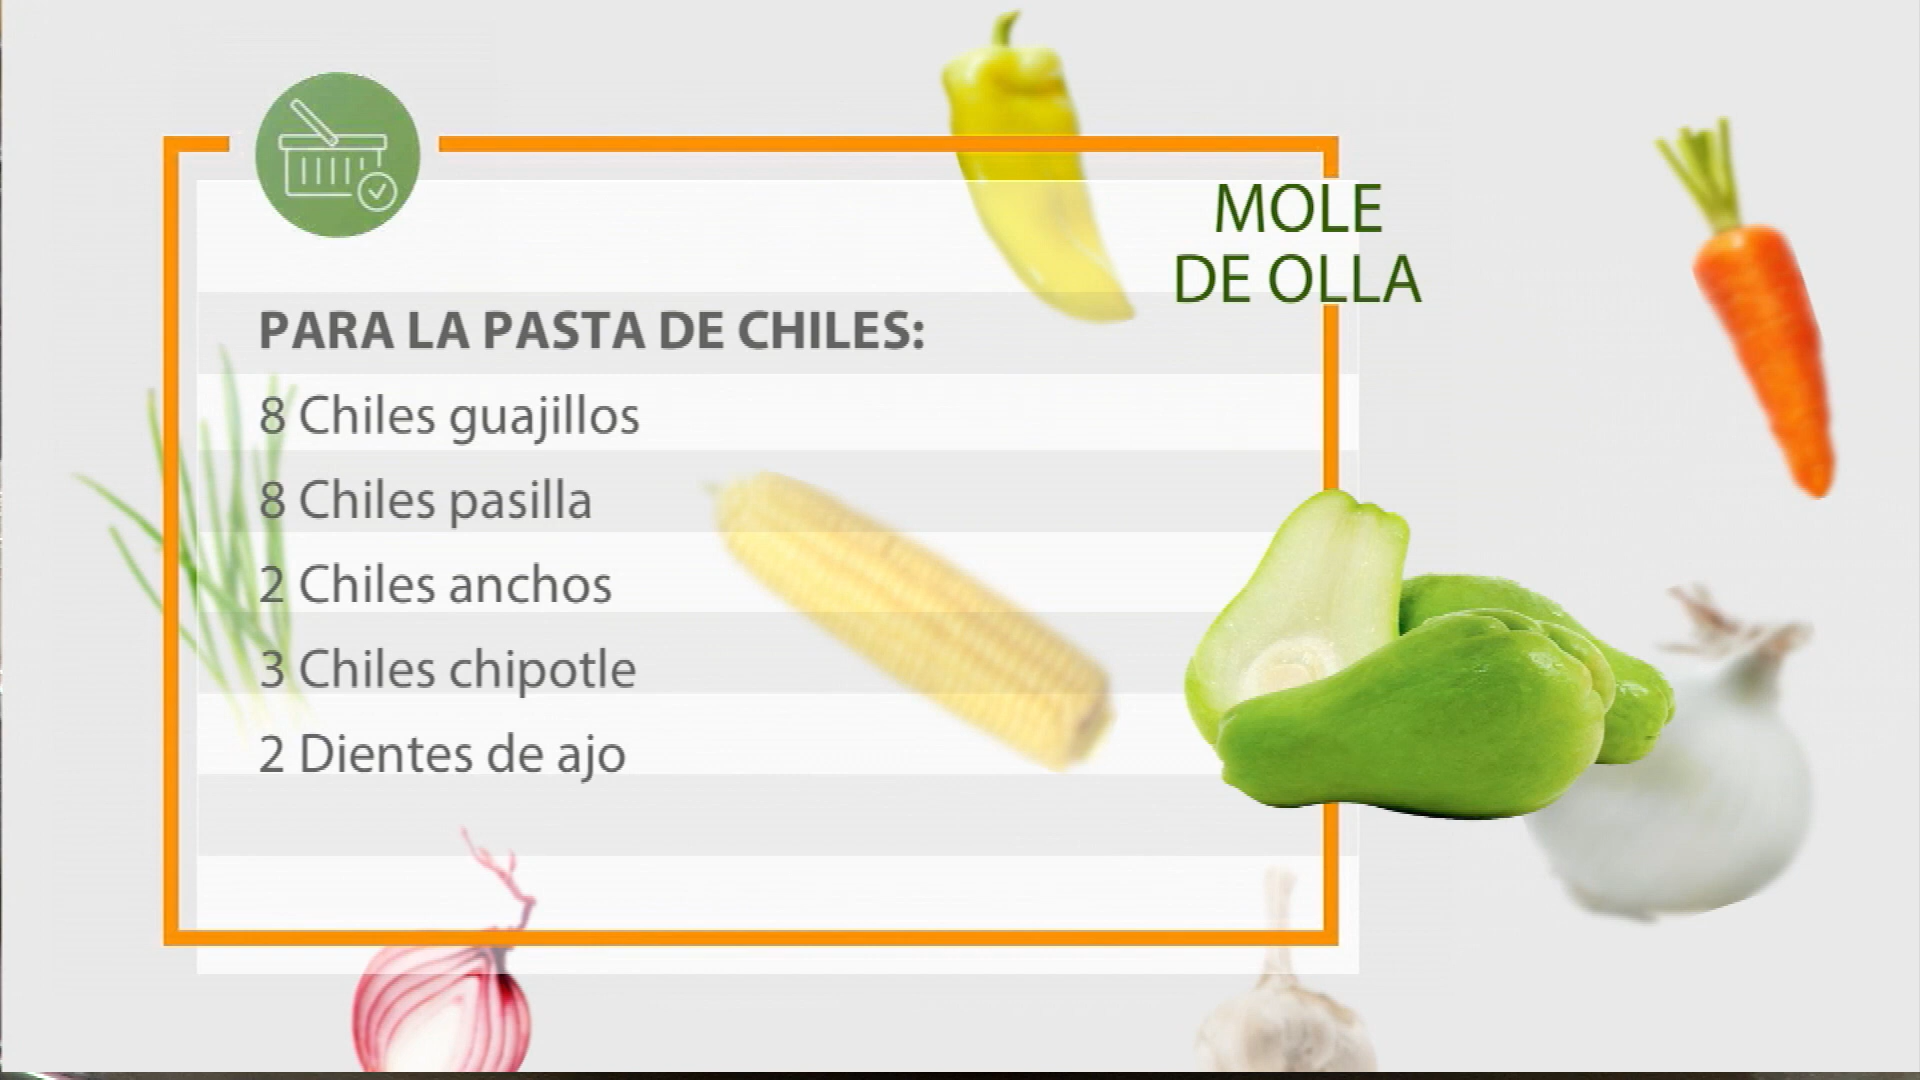 MOLE
DE OLLA
PARA LA PASTA DE CHILES:
8 Chiles guajillos
8 Chiles pasilla
2 Chiles anchos
3 Chiles chipotle
2 Dientes de ajo